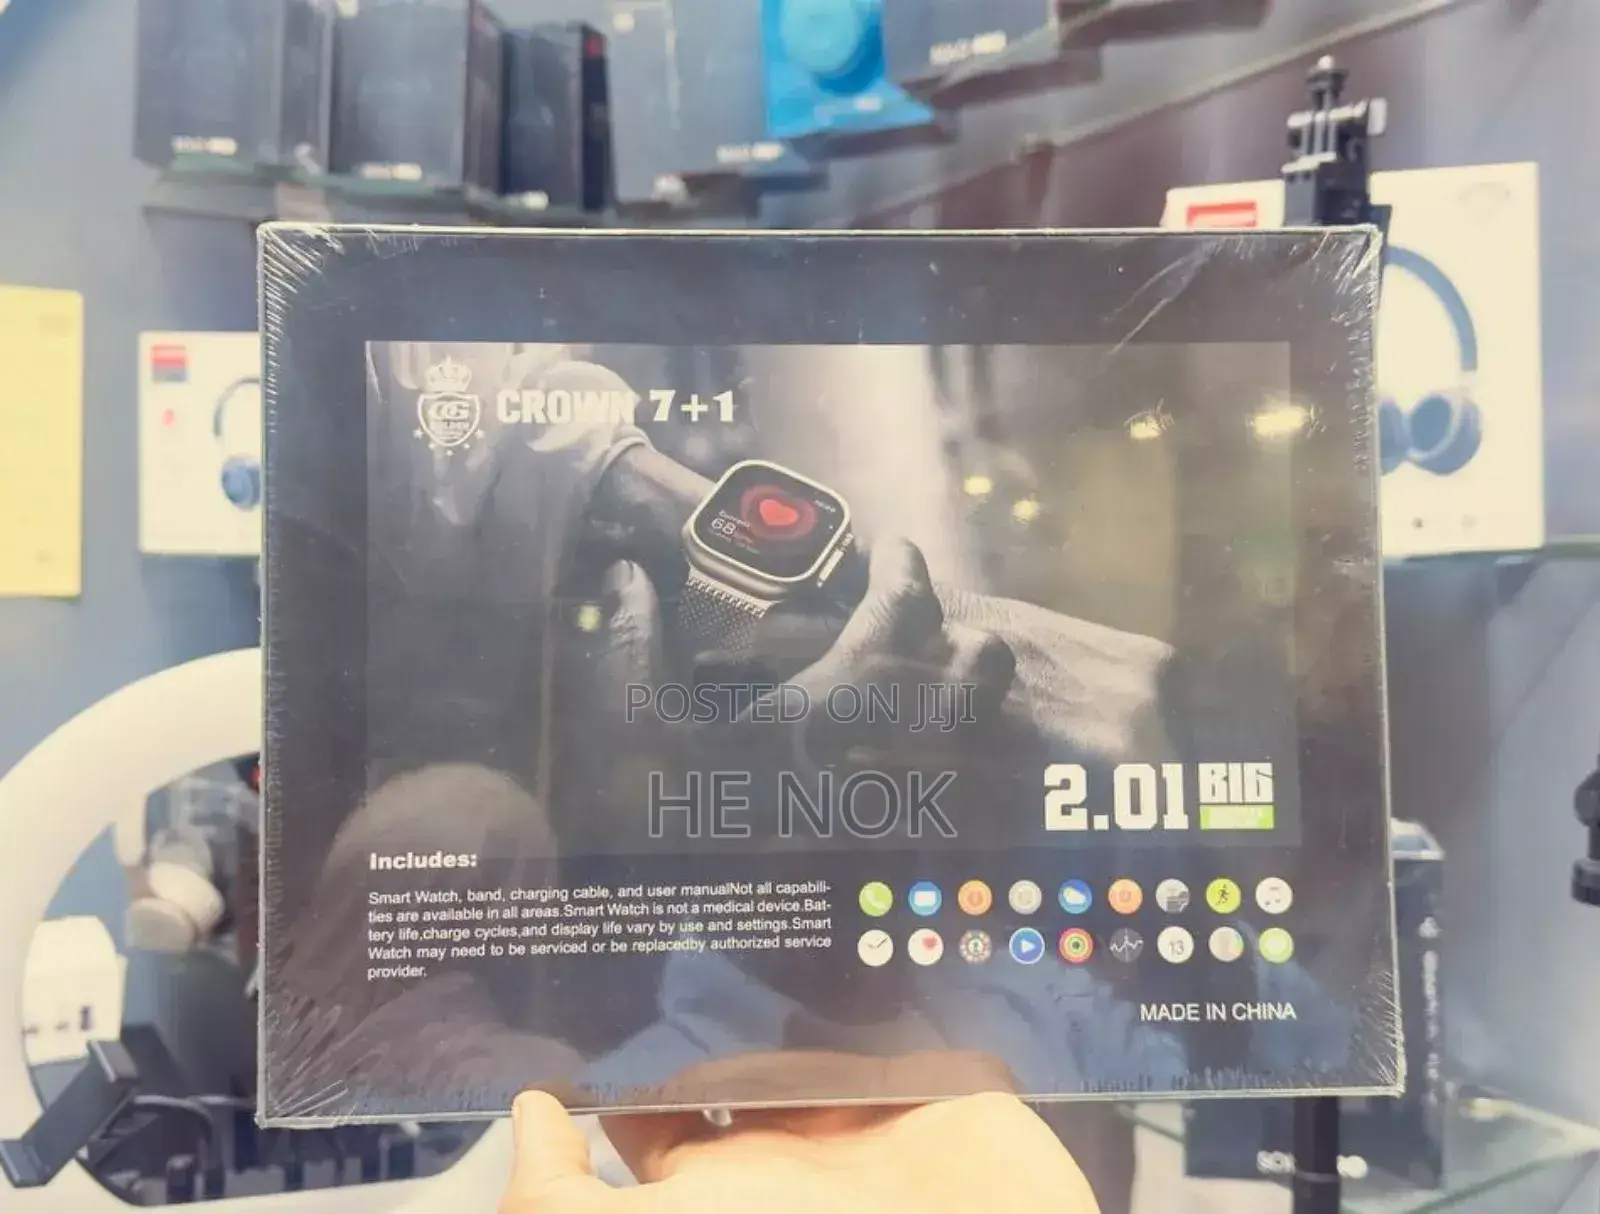 CROWN 7+1
OG
68
POSTED ON JIJI
HE NOK
2.01 BIG
Includes:
Smart Watch, band, charging cable, and user manualNot all capabili-
ties are available in all areas.Smart Watch is not a medical device.Bat-
tery life,charge cycles,and display life vary by use and settings.Smart
Watch may need to be serviced or be replacedby authorized service
provider.
13
MADE IN CHINA